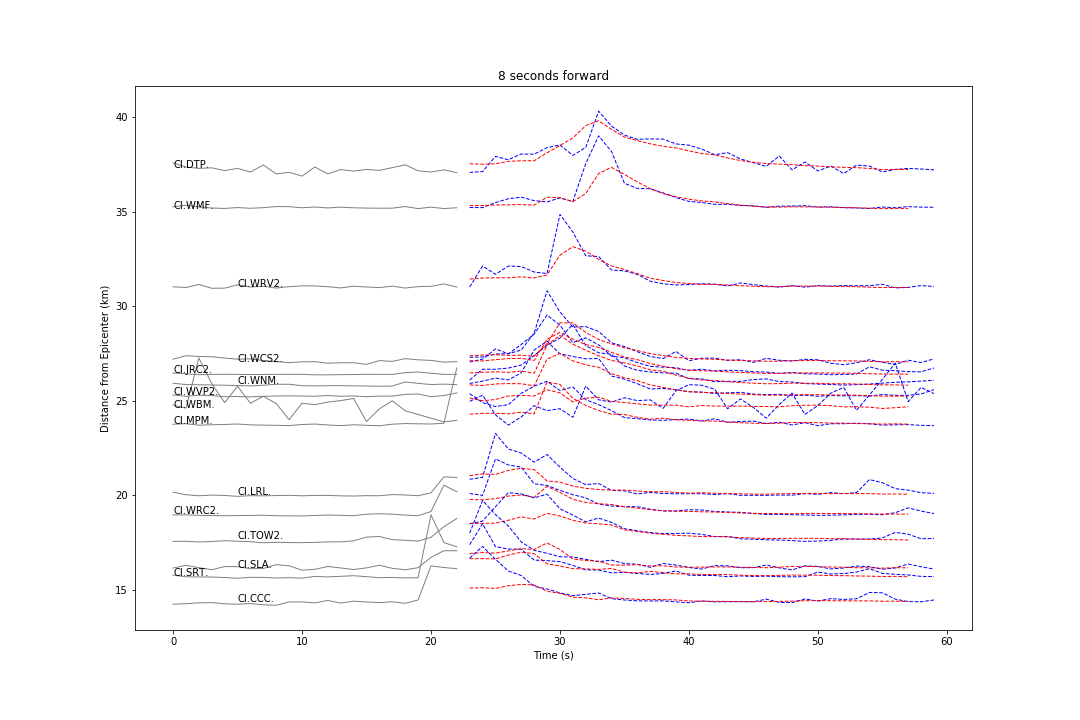 8 seconds forward
40
35
30
25
20
15
Distance from Epicenter (km)
CI.DTP.
CI.WMF.
CI.WRV2.
CI.WCS2.
CI.JRC2.
CI.WNM.
CI.WVP2.
CI.WBM.
CI.MPM.
CI.LRL.
CI.WRC2.
CI.TOW2.
CI.SLA.
CI.SRT.
CI.CCC.
0 10 20 30 40 50 60
Time (s)